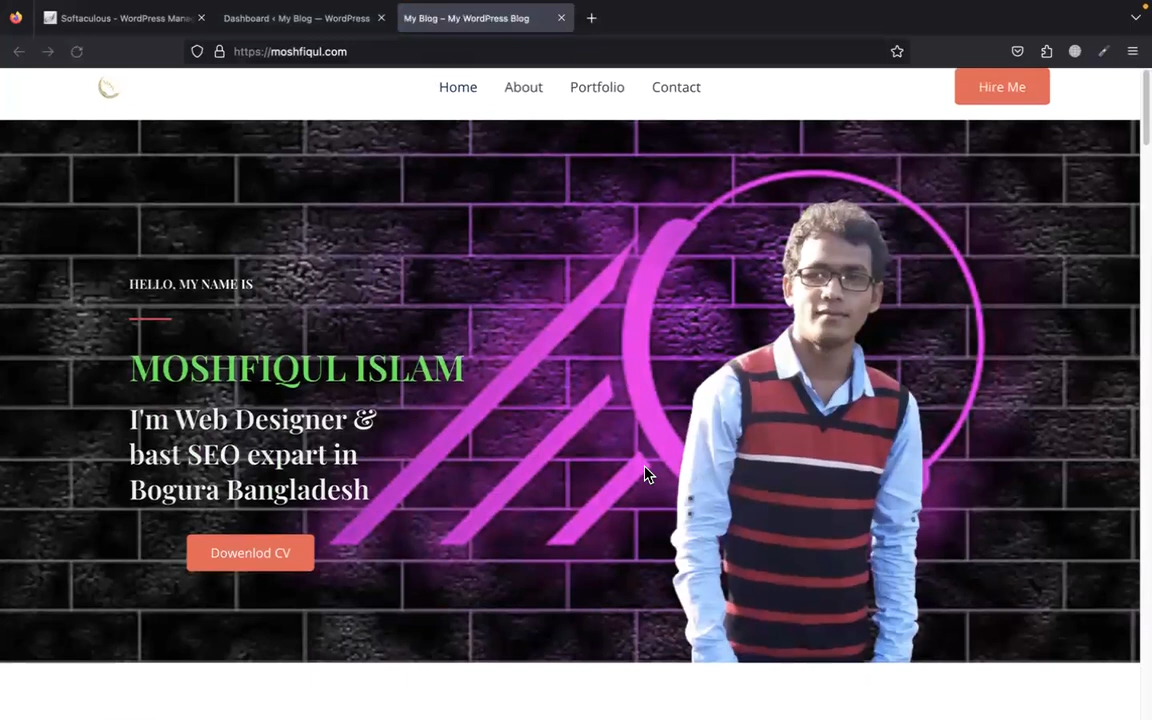 Softaculous - WordPress Mana
Dashboard ‹ My Blog — WordPress
My Blog – My WordPress Blog
https://moshfiqul.com
Home
About
Portfolio
Contact
Hire Me
HELLO, MY NAME IS
MOSHFIQUL ISLAM
I'm Web Designer &
bast SEO expart in
Bogura Bangladesh
Dowenlod CV